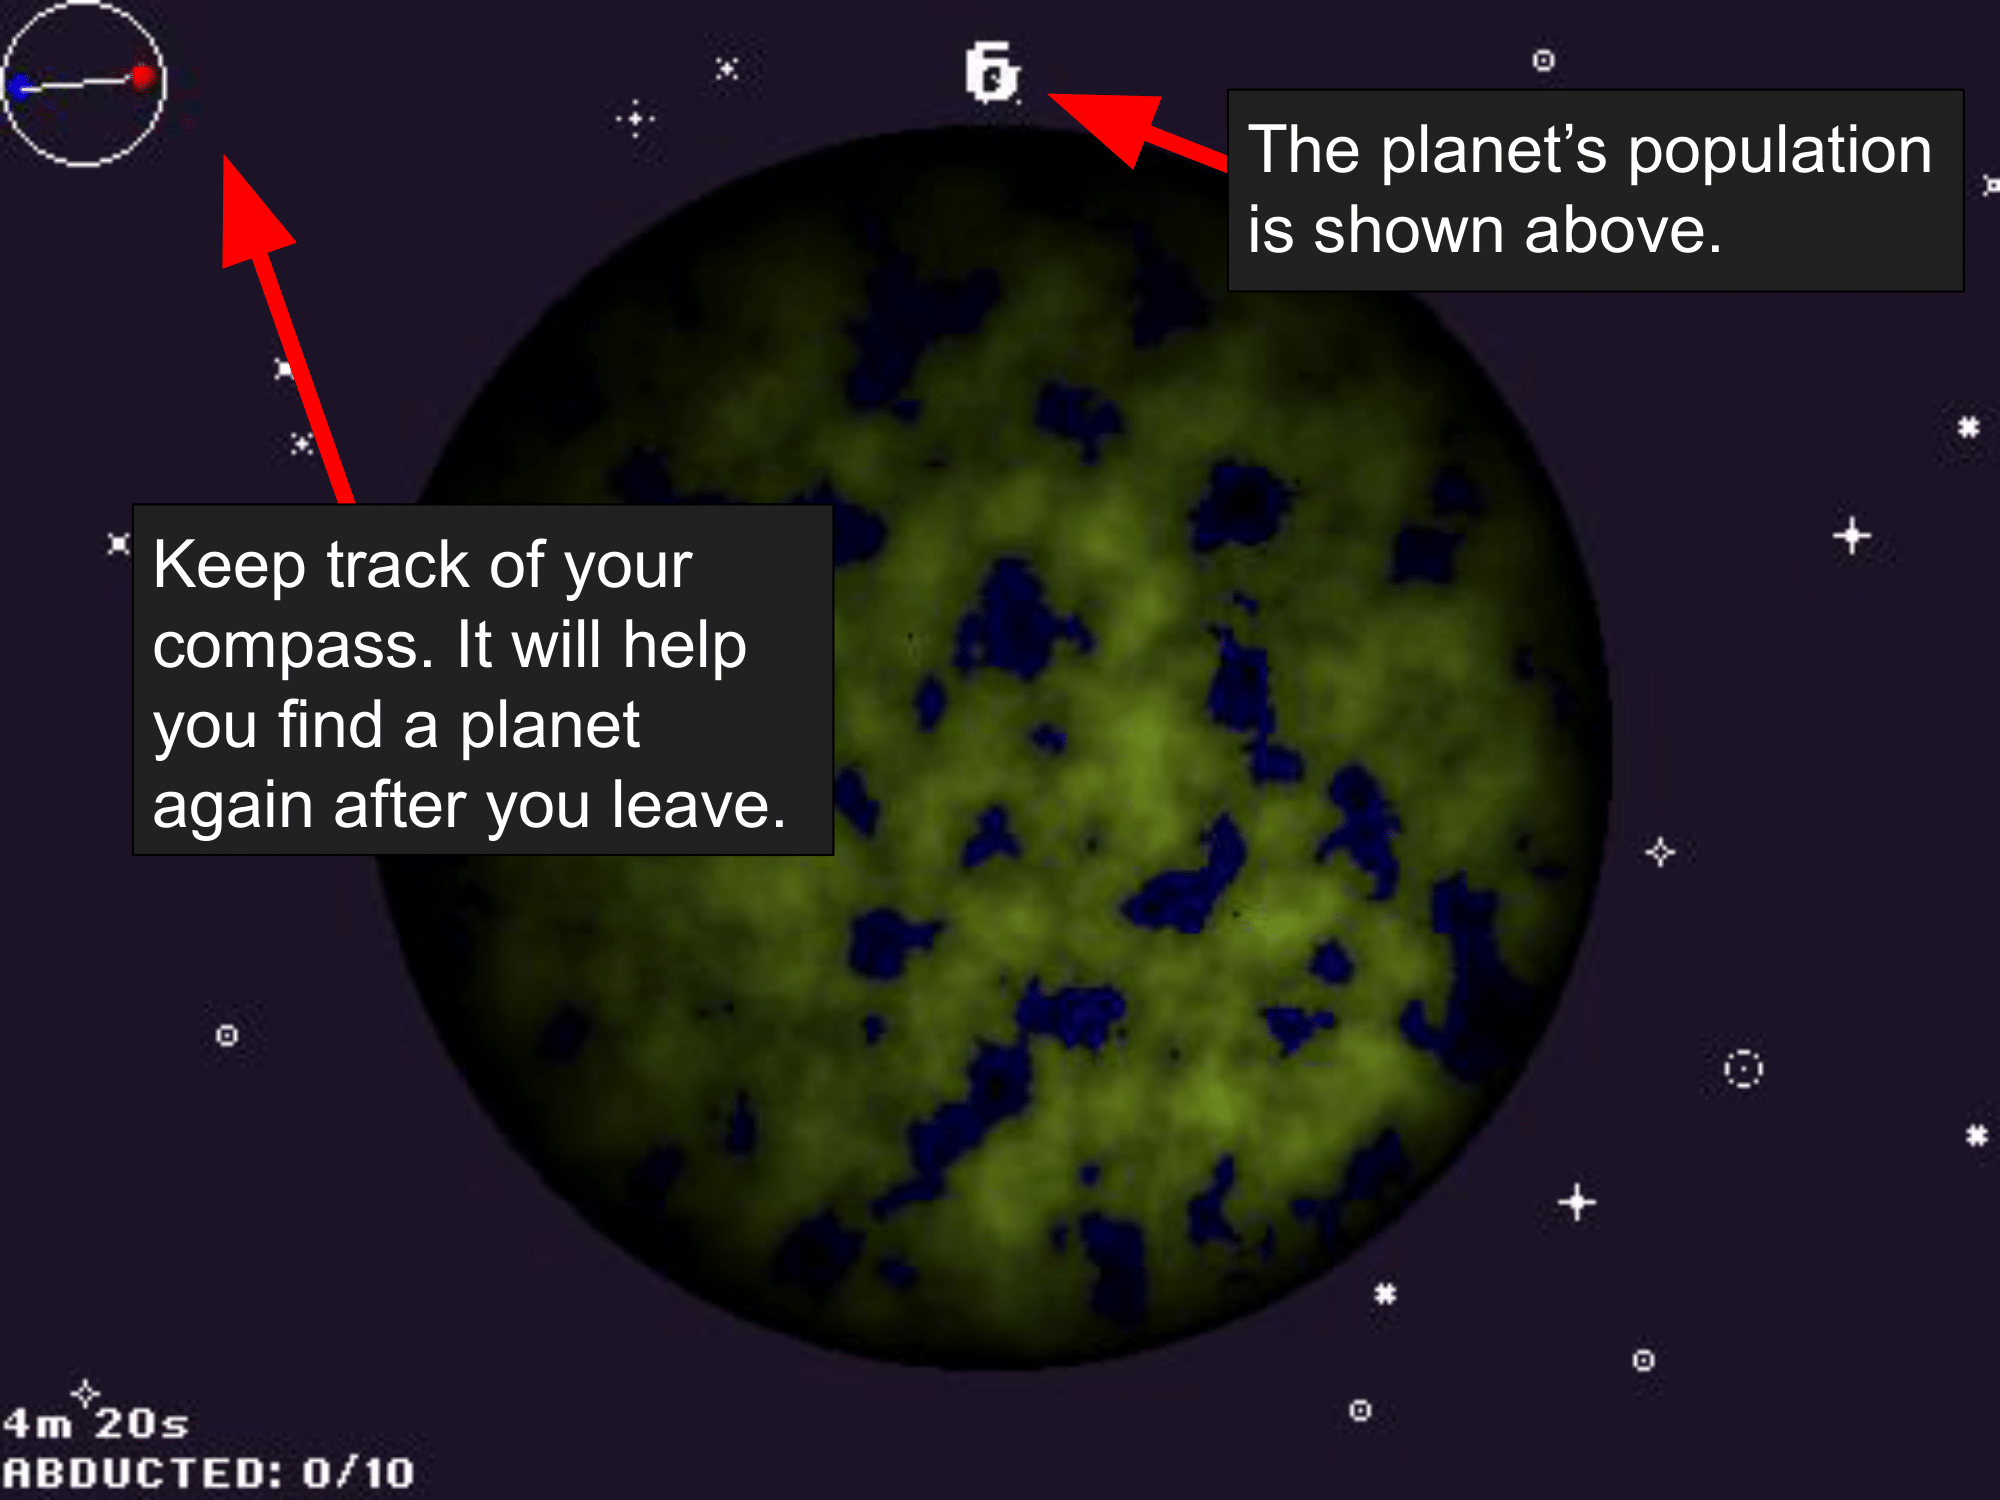 6
The planet’s population
is shown above.
Keep track of your
compass. It will help
you find a planet
again after you leave.
4m 20s
ABDUCTED: 0/10